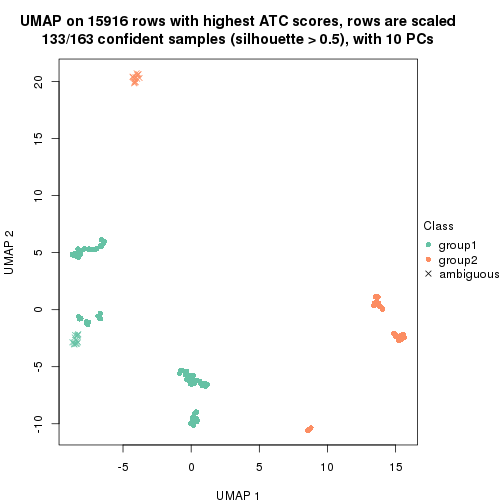 UMAP on 15916 rows with highest ATC scores, rows are scaled
133/163 confident samples (silhouette > 0.5), with 10 PCs
20
15
10
5
0
-5
-10
UMAP 2
-5
0
5
10
15
UMAP 1
Class
group1
group2
ambiguous